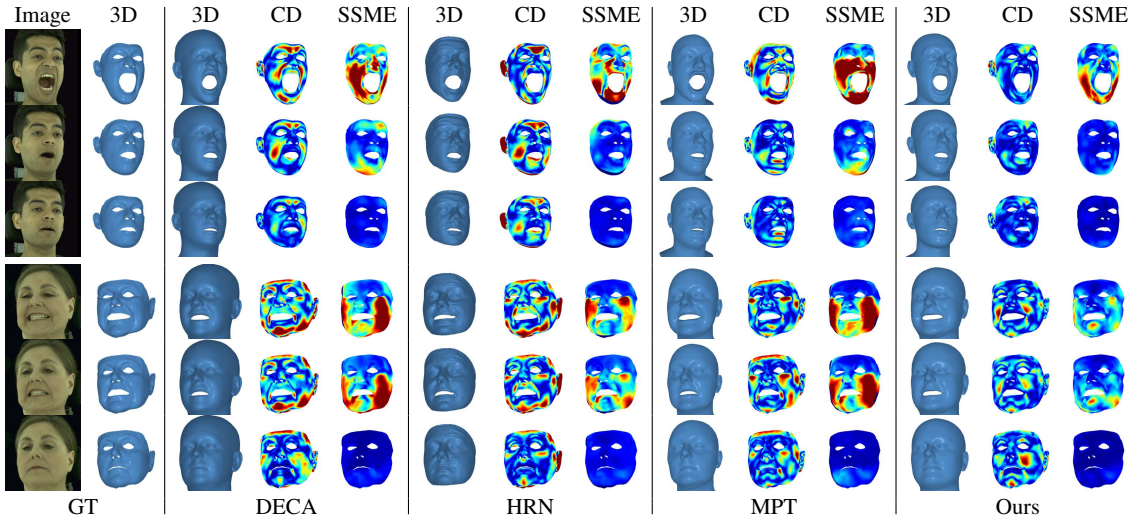 Image 3D 3D CD SSME 3D CD SSME 3D CD SSME 3D CD SSME
GT DECA HRN MPT Ours